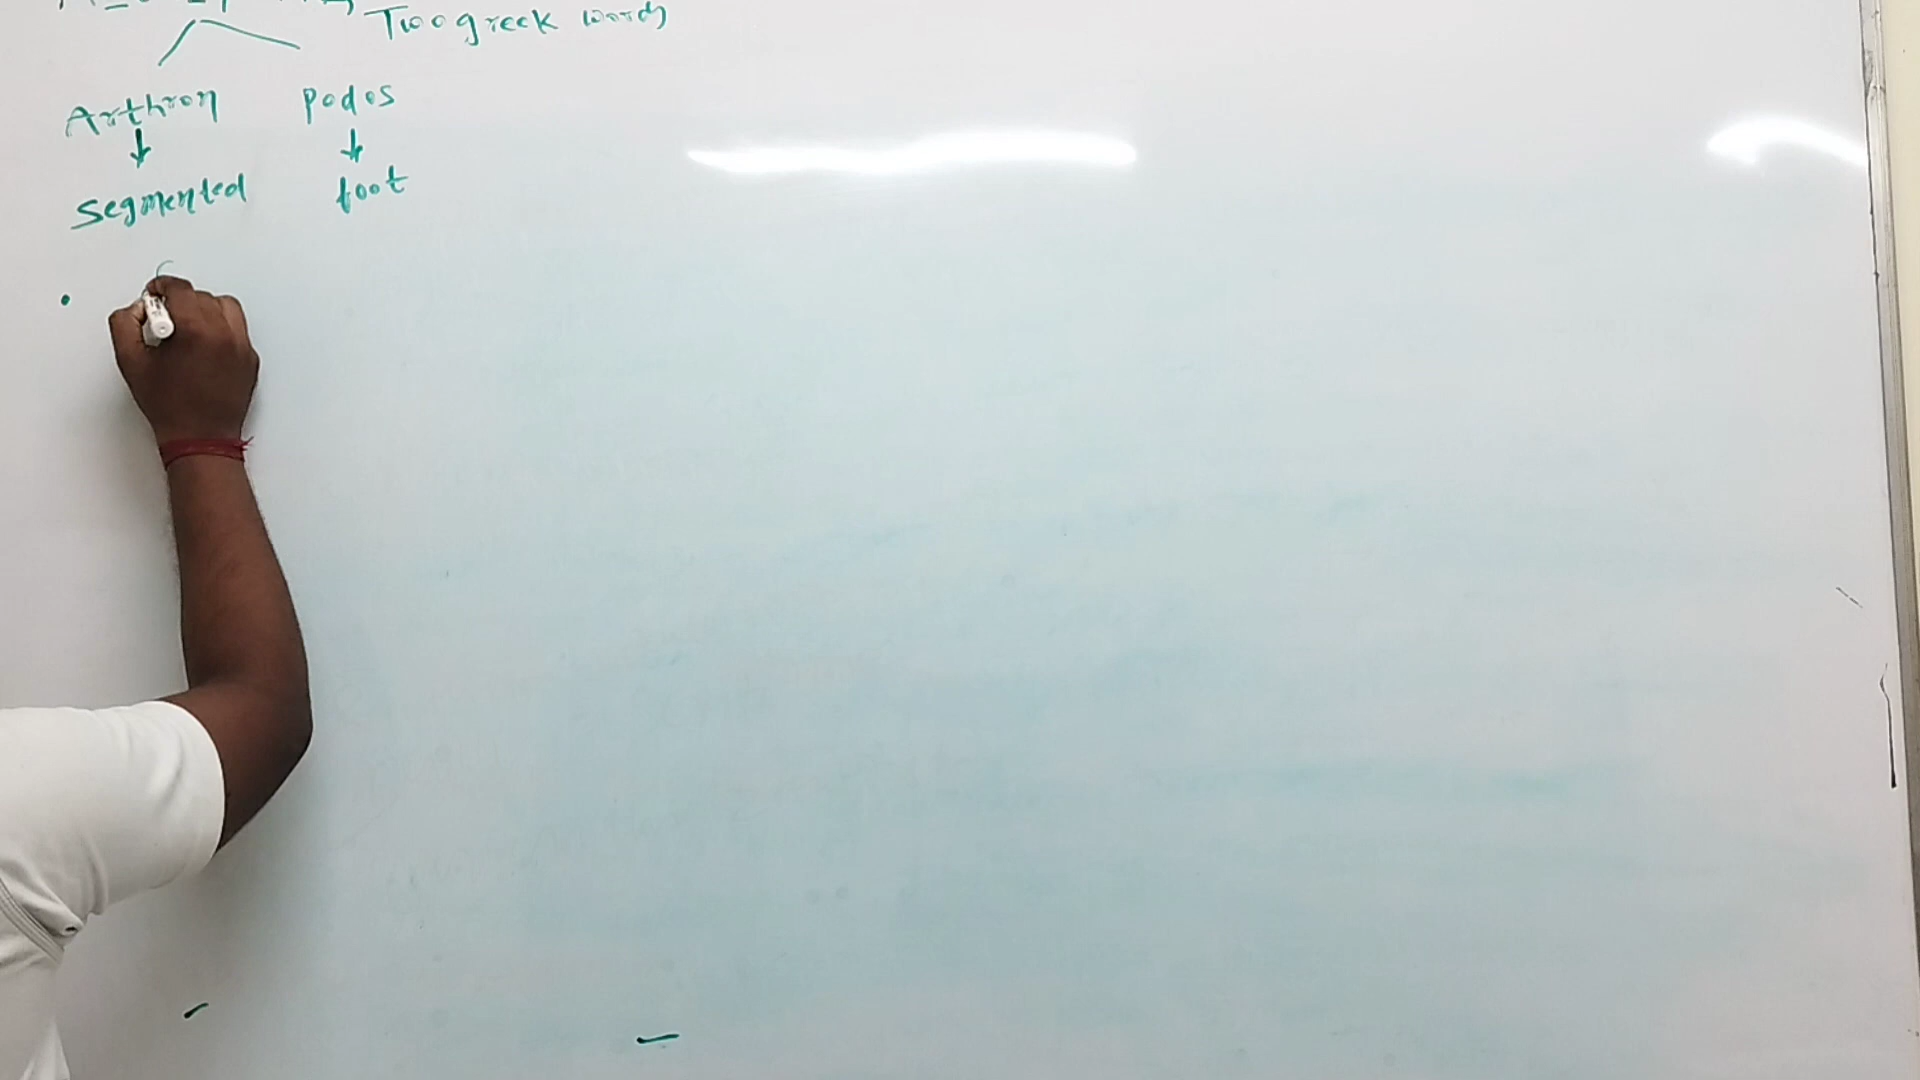 Two greek words
Arthron podos
↓ ↓
Segmented foot
•